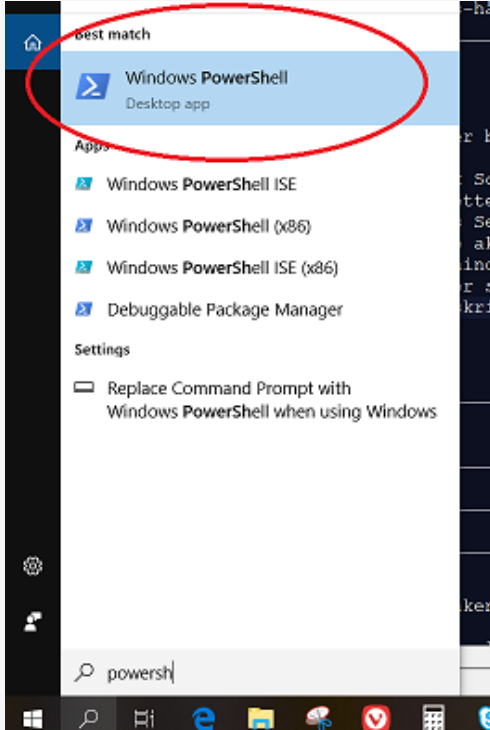 Best match
Windows PowerShell
Desktop app
Apps
Windows PowerShell ISE
Windows PowerShell (x86)
Windows PowerShell ISE (x86)
Debuggable Package Manager
Settings
Replace Command Prompt with
Windows PowerShell when using Windows
powersh